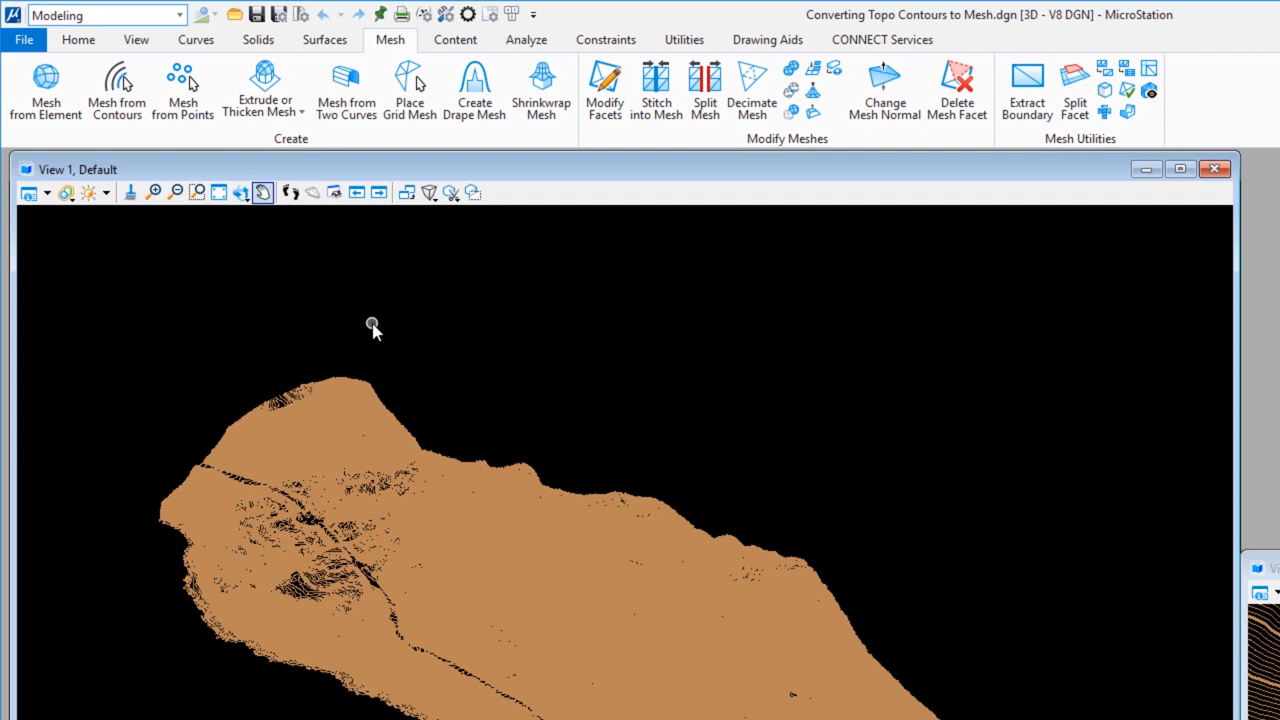 Modeling
Converting Topo Contours to Mesh.dgn [3D - V8 DGN] - MicroStation
File Home View Curves Solids Surfaces Mesh Content Analyze Constraints Utilities Drawing Aids CONNECT Services
Mesh from Element
Mesh from Contours
Mesh from Points
Extrude or Thicken Mesh
Mesh from Two Curves
Place Grid Mesh
Create Drape Mesh
Shrinkwrap Mesh
Modify Facets
Stitch into Mesh
Split Mesh
Decimate Mesh
Change Mesh Normal
Delete Mesh Facet
Extract Boundary
Split Facet
Create
Modify Meshes
Mesh Utilities
View 1, Default